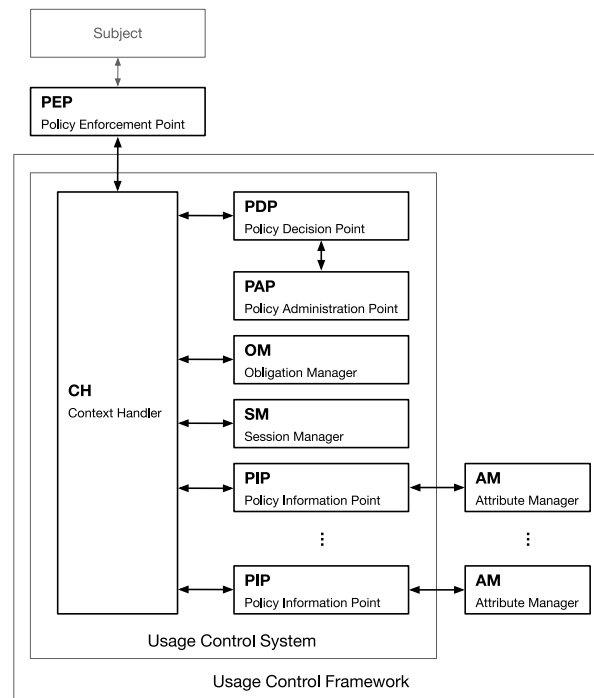 Subject
PEP
Policy Enforcement Point
PDP
Policy Decision Point
PAP
Policy Administration Point
OM
Obligation Manager
CH
Context Handler
SM
Session Manager
PIP
Policy Information Point
AM
Attribute Manager
⋮
⋮
PIP
Policy Information Point
AM
Attribute Manager
Usage Control System
Usage Control Framework